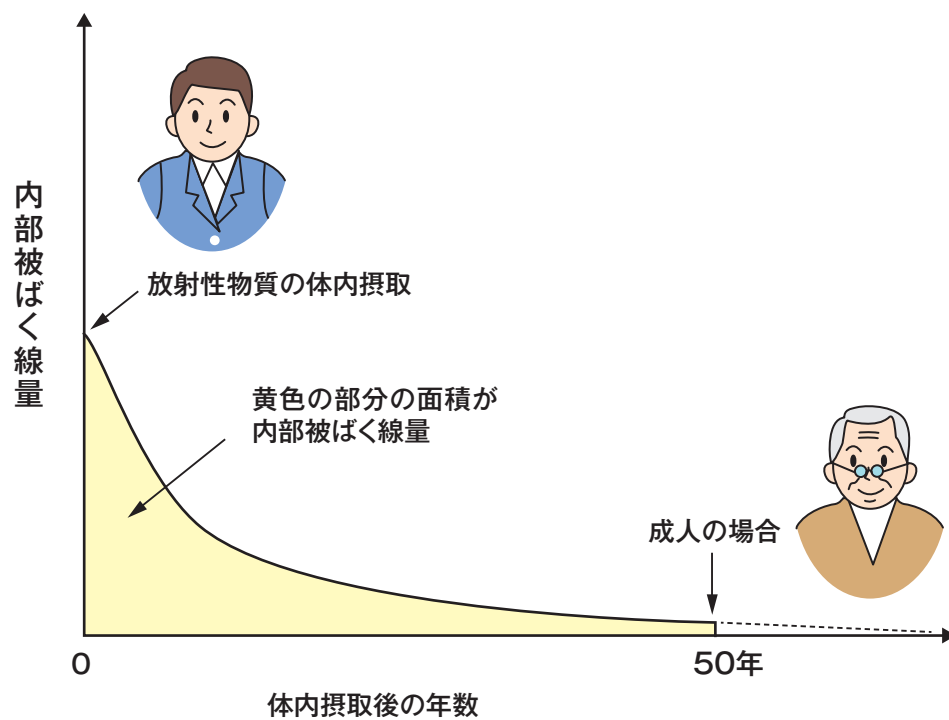 内部被ばく線量
放射性物質の体内摂取
黄色の部分の面積が
内部被ばく線量
成人の場合
0
50年
体内摂取後の年数